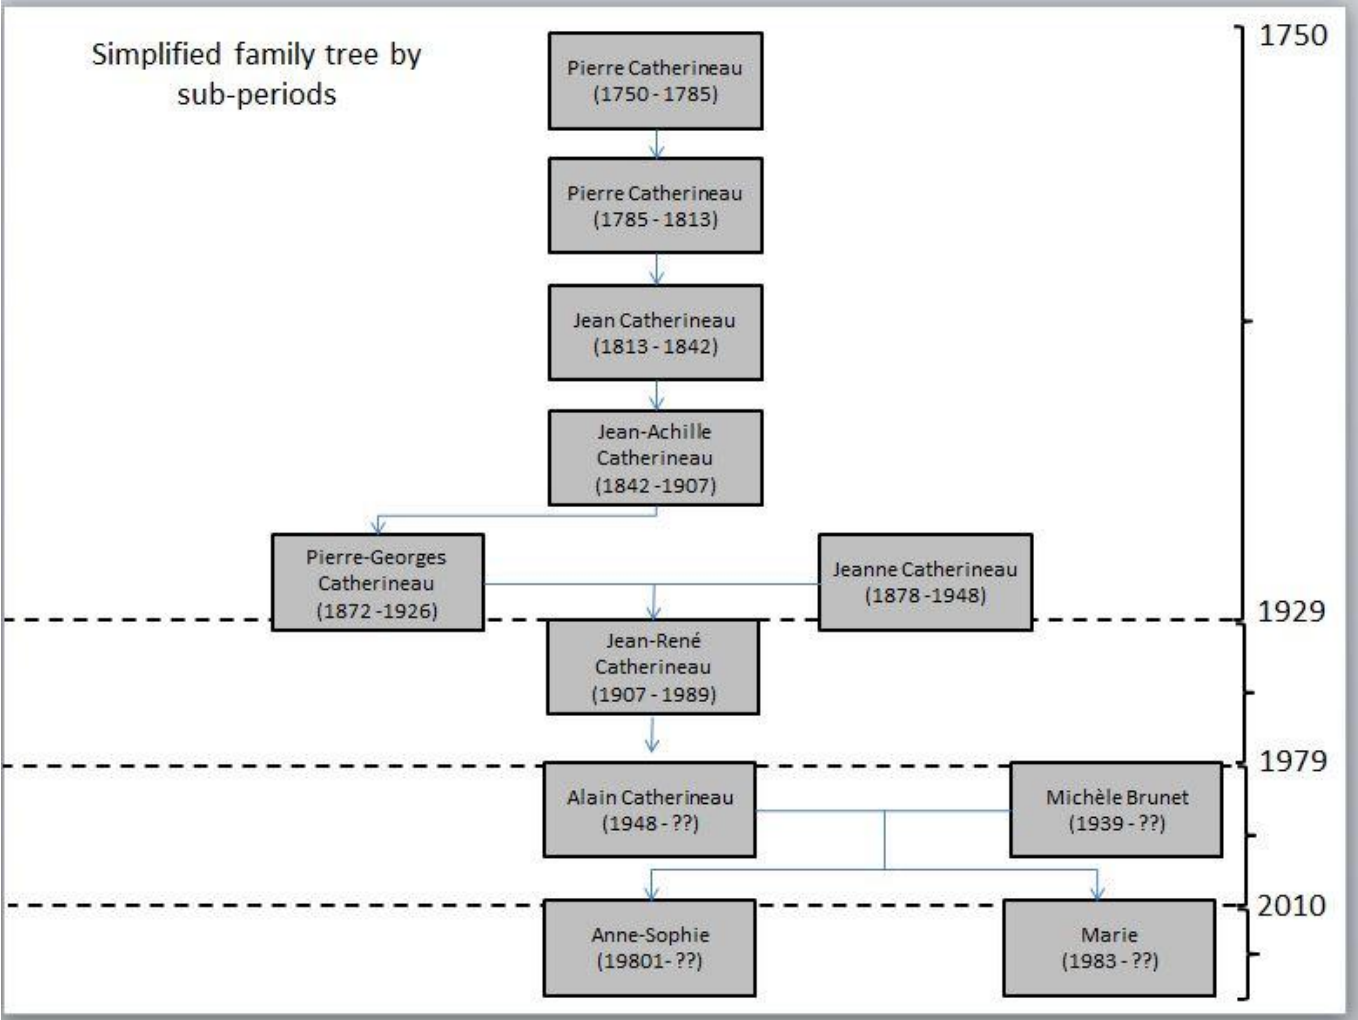 Simplified family tree by
sub-periods
1750
Pierre Catherineau
(1750 - 1785)
Pierre Catherineau
(1785 - 1813)
Jean Catherineau
(1813 - 1842)
Jean-Achille
Catherineau
(1842 -1907)
Pierre-Georges
Catherineau
(1872 -1926)
Jeanne Catherineau
(1878 -1948)
1929
Jean-René
Catherineau
(1907 - 1989)
1979
Alain Catherineau
(1948 - ??)
Michèle Brunet
(1939 - ??)
2010
Anne-Sophie
(19801- ??)
Marie
(1983 - ??)